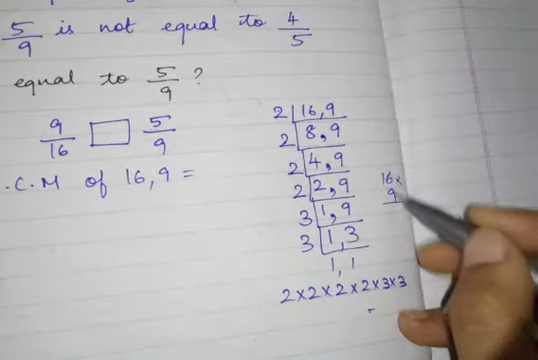 5/9 is not equal to 4/5
equal to 5/9 ?
9/16 □ 5/9
.C.M of 16,9 =
2 | 16,9
2 | 8,9
2 | 4,9
2 | 2,9
3 | 1,9
3 | 1,3
1,1
2×2×2×2×3×3
=
16×
9